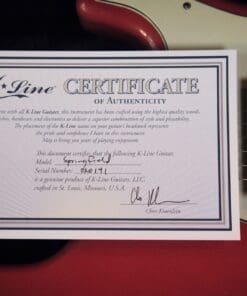 Line CERTIFICATE
OF AUTHENTICITY
with all K-Line Guitars, this instrument has been crafted using the highest quality woods,
finishes, hardware and electronics to deliver a superior combination of style and playability.
The placement of the K-Line name on your guitar's headstock represents
the pride and confidence I have in this instrument.
May it bring you years of playing enjoyment.
This document certifies that the following K-Line Guitar,
Model: Springfield
Serial Number:
is a genuine product of K-Line Guitars, LLC,
crafted in St. Louis, Missouri, U.S.A.
Chris